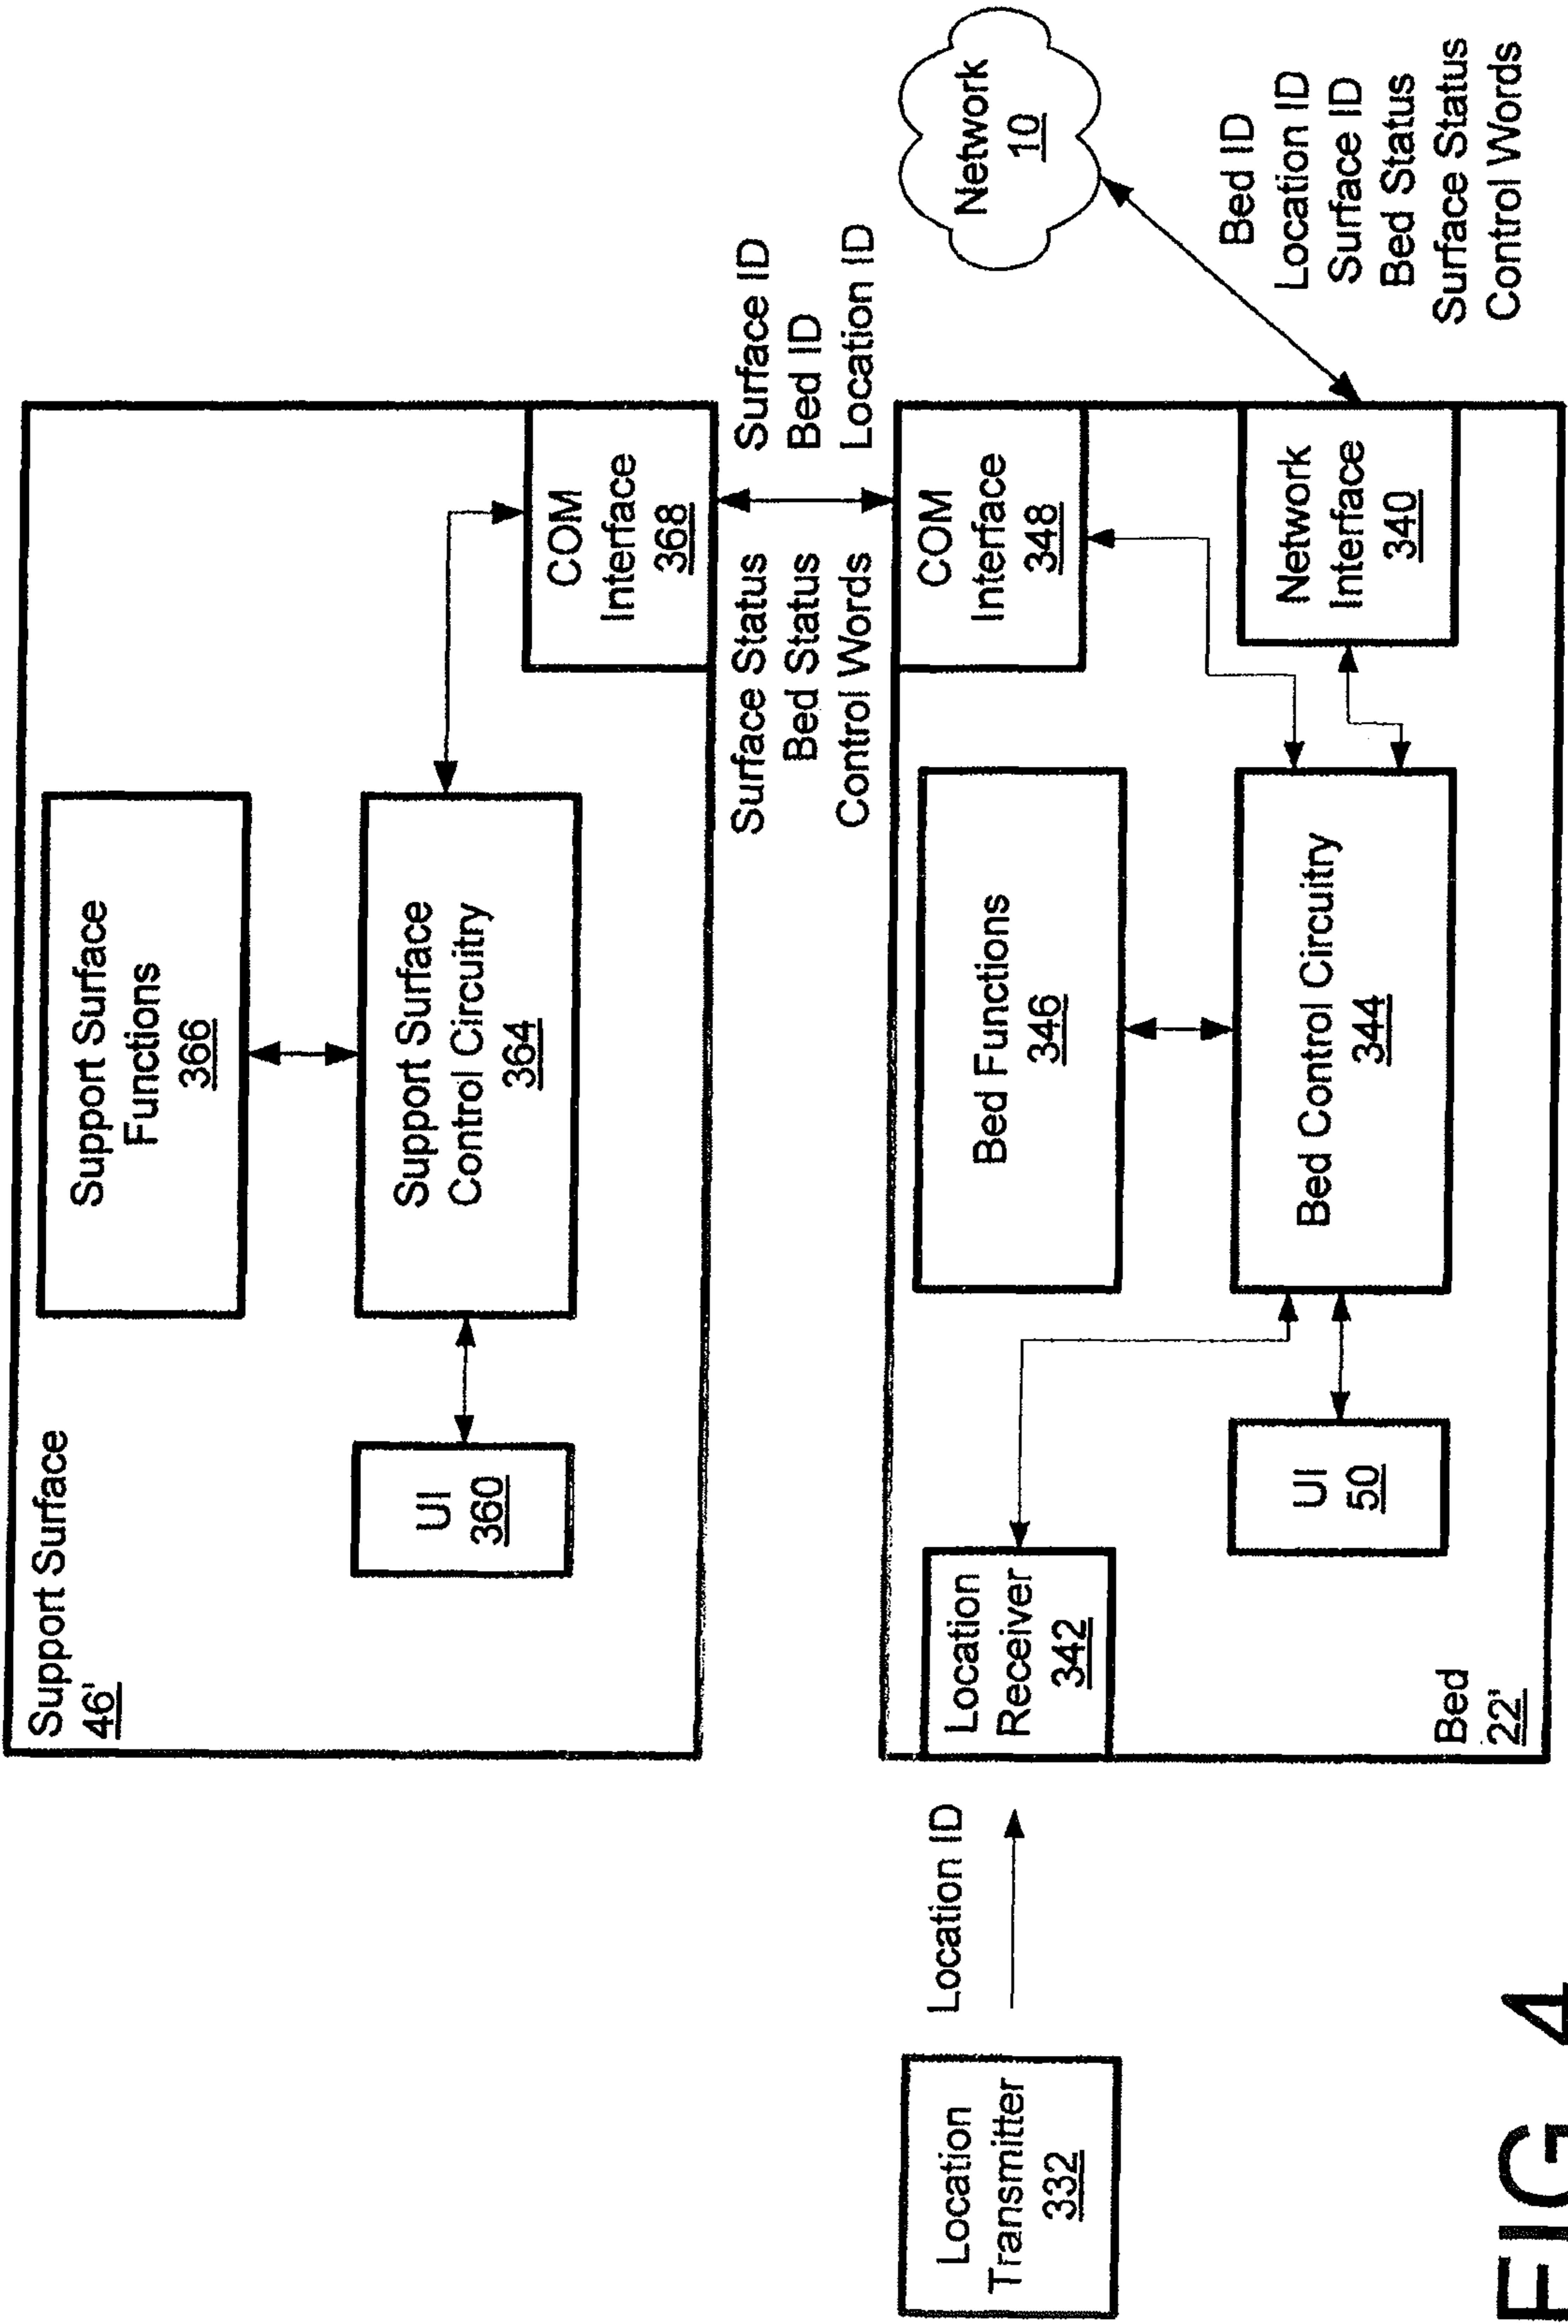 Support Surface
46'
Support Surface
Functions
366
UI
360
Support Surface
Control Circuitry
364
COM
Interface
368
Surface Status
Bed Status
Control Words
Surface ID
Bed ID
Location ID
Location
Transmitter
332
Location ID
Location
Receiver
342
Bed Functions
346
COM
Interface
348
Network
10
UI
50
Bed Control Circuitry
344
Network
Interface
340
Bed ID
Location ID
Surface ID
Bed Status
Surface Status
Control Words
Bed
22'
FIG 4